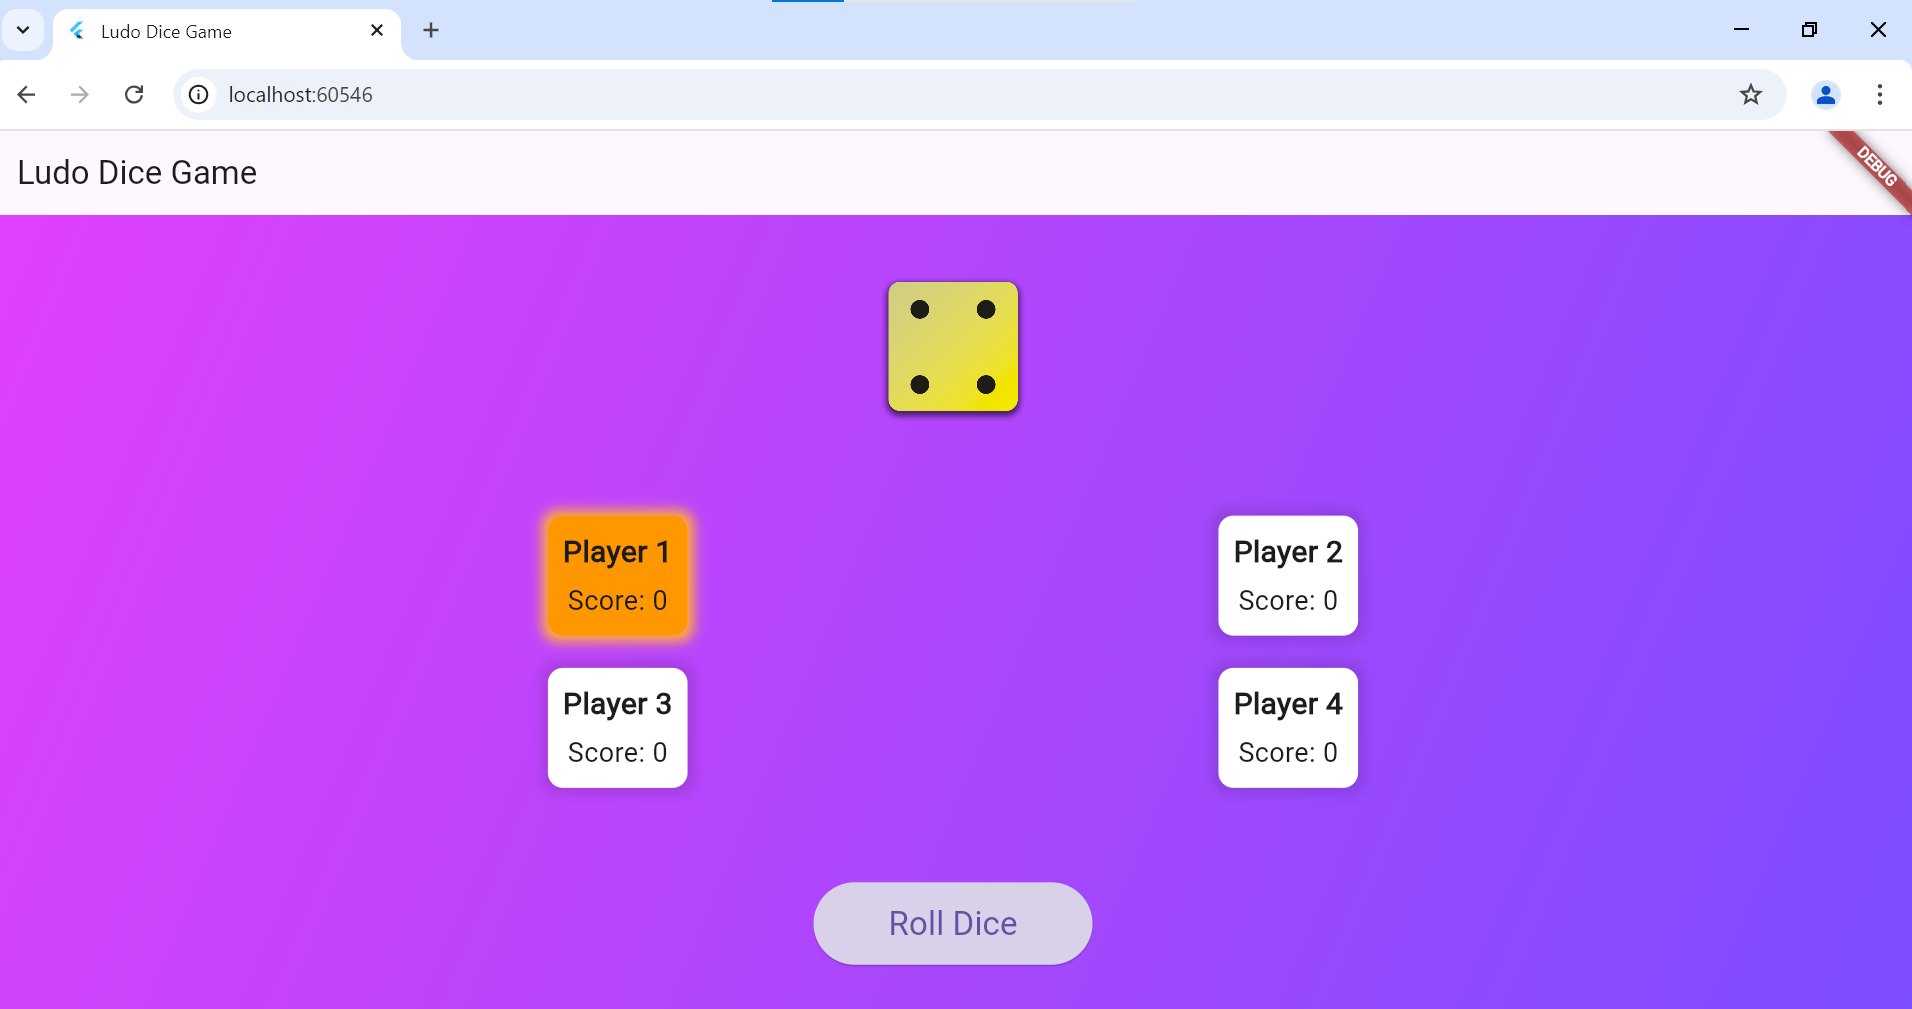 Ludo Dice Game
localhost:60546
Ludo Dice Game
DEBUG
Player 1
Score: 0
Player 2
Score: 0
Player 3
Score: 0
Player 4
Score: 0
Roll Dice